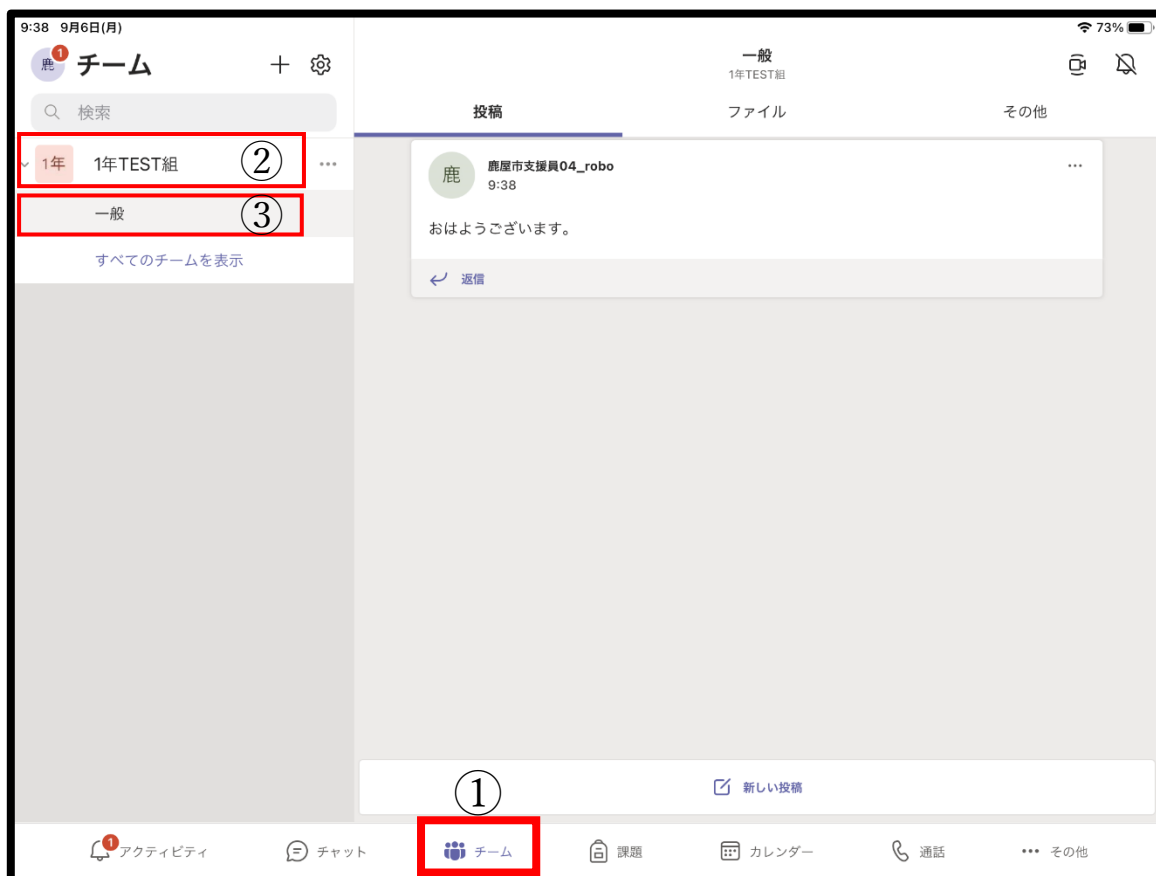 9:38 9月6日(月)
73%
鹿 1 チーム
検索
② 1年 1年TEST組
③ 一般
すべてのチームを表示
一般
1年TEST組
投稿 ファイル その他
鹿 鹿屋市支援員04_robo
9:38
おはようございます。
返信
新しい投稿
①
1 アクティビティ チャット チーム 課題 カレンダー 通話 その他